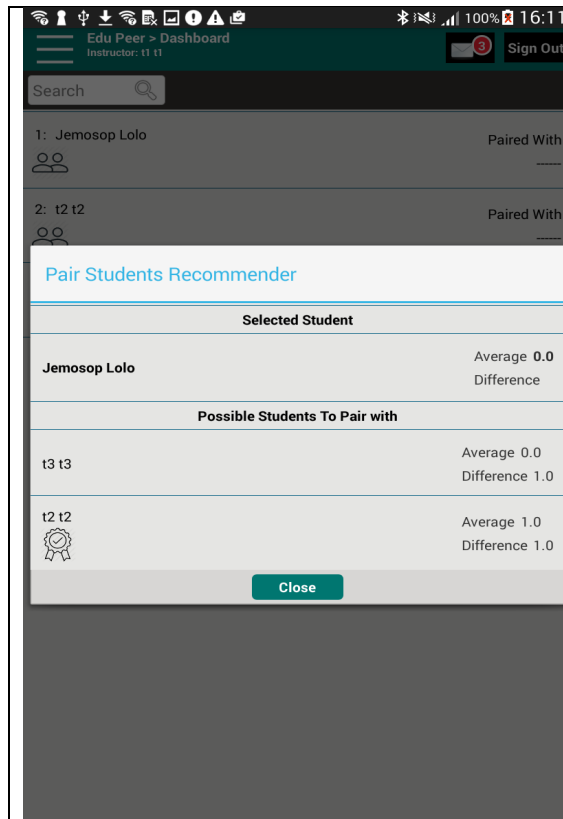 100% 16:11
Edu Peer > Dashboard
Instructor: t1 t1
3
Sign Out
Search
1: Jemosop Lolo
Paired With
------
2: t2 t2
Paired With
------
Pair Students Recommender
Selected Student
Jemosop Lolo
Average 0.0
Difference
Possible Students To Pair with
t3 t3
Average 0.0
Difference 1.0
t2 t2
Average 1.0
Difference 1.0
Close